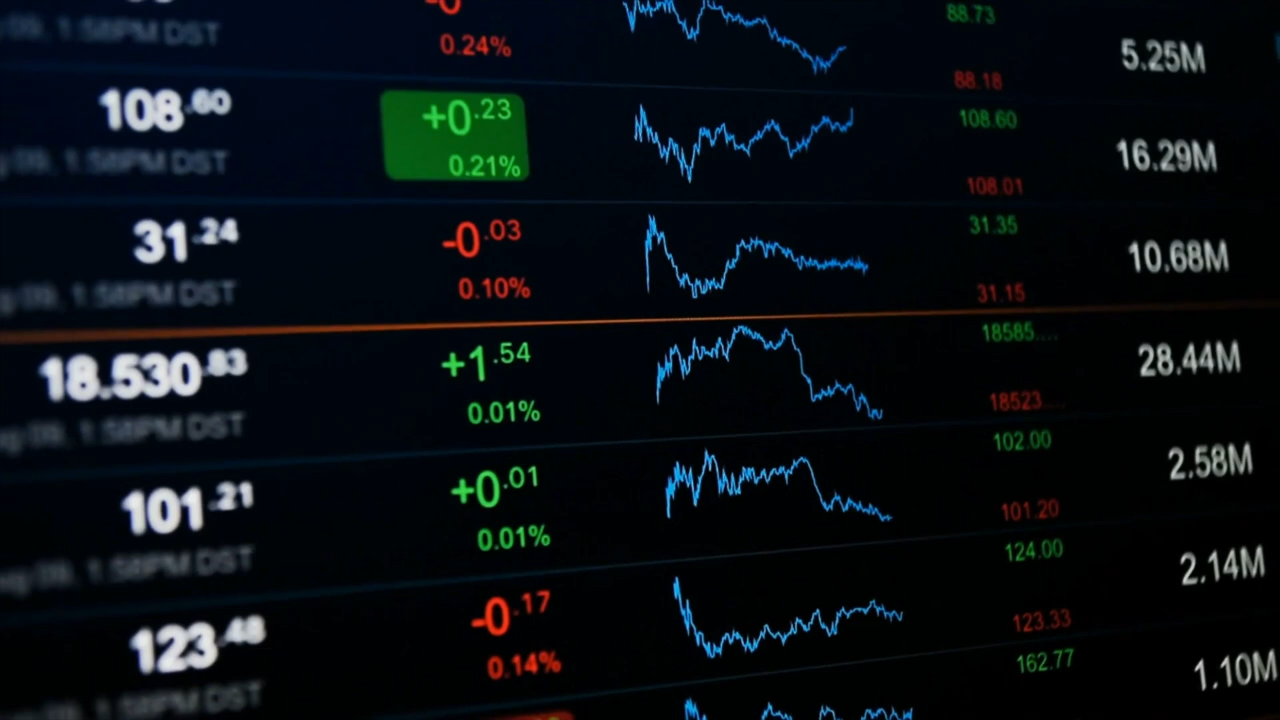 -0
0.24%
88.73
88.18
5.25M
1:58PM DST
108.60
+0.23
0.21%
108.60
108.01
16.29M
1:58PM DST
31.24
-0.03
0.10%
31.35
31.15
10.68M
1:58PM DST
18.530.83
+1.54
0.01%
18585....
18523....
28.44M
1:58PM DST
101.21
+0.01
0.01%
102.00
101.20
2.58M
1:58PM DST
123.48
-0.17
0.14%
124.00
123.33
2.14M
1:58PM DST
162.77
1.10M